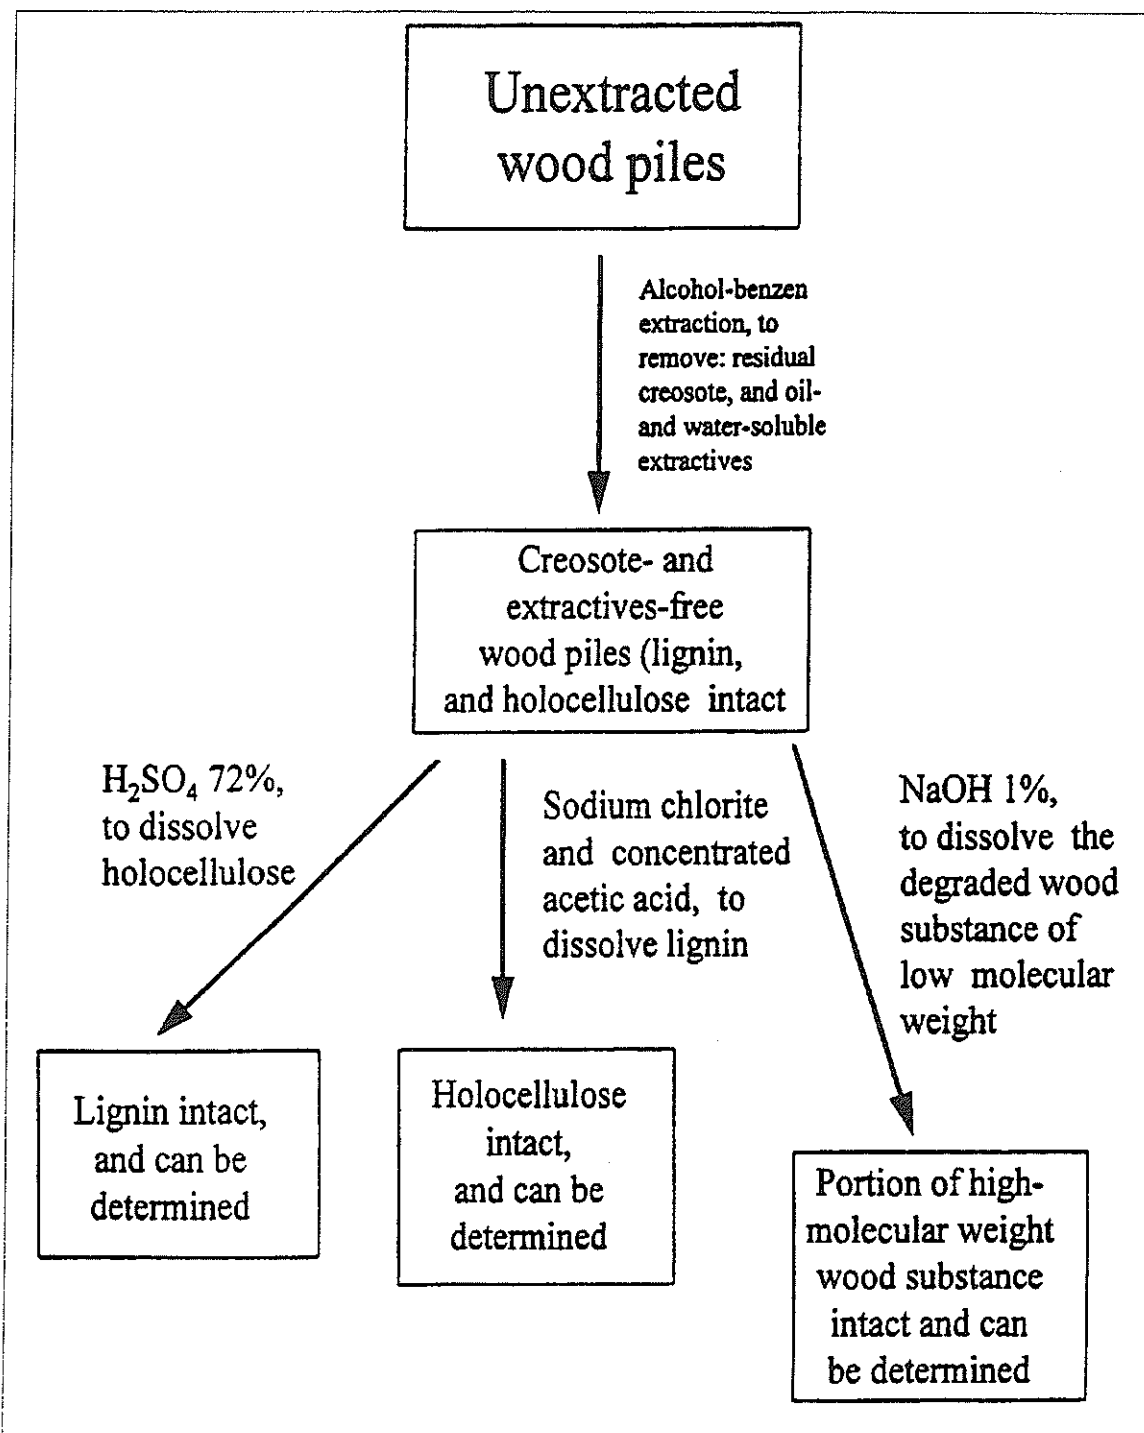 Unextracted
wood piles
Alcohol-benzen
extraction, to
remove: residual
creosote, and oil-
and water-soluble
extractives
Creosote- and
extractives-free
wood piles (lignin,
and holocellulose intact
H₂SO₄ 72%,
to dissolve
holocellulose
Sodium chlorite
and concentrated
acetic acid, to
dissolve lignin
NaOH 1%,
to dissolve the
degraded wood
substance of
low molecular
weight
Lignin intact,
and can be
determined
Holocellulose
intact,
and can be
determined
Portion of high-
molecular weight
wood substance
intact and can
be determined